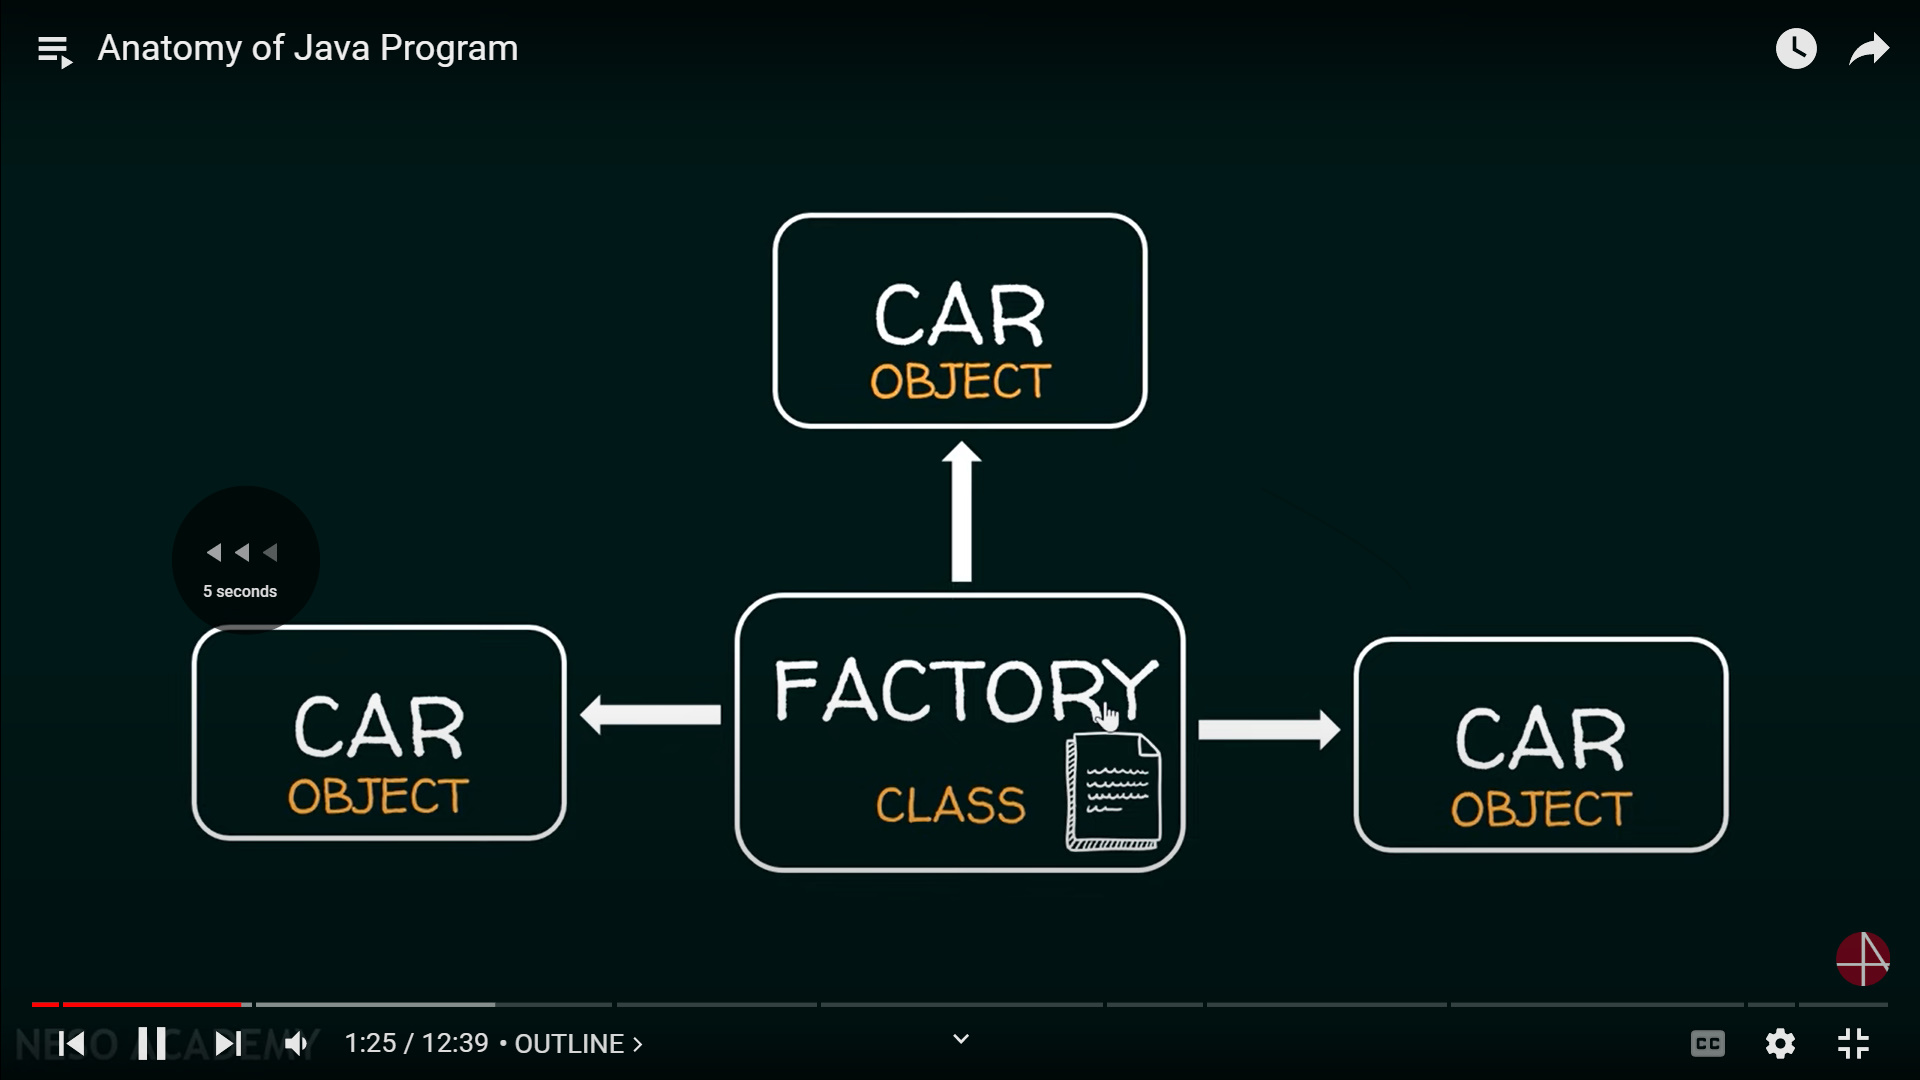 Anatomy of Java Program
CAR
OBJECT
5 seconds
CAR
OBJECT
FACTORY
CLASS
CAR
OBJECT
NESO ACADEMY
1:25 / 12:39 • OUTLINE >
CC